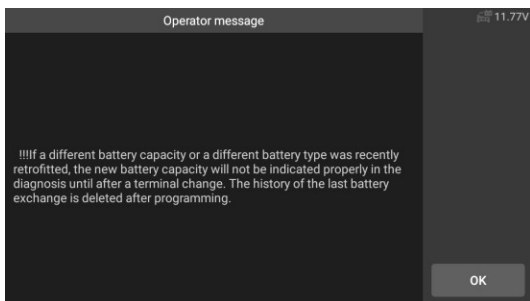 Operator message
11.77V
!!!If a different battery capacity or a different battery type was recently
retrofitted, the new battery capacity will not be indicated properly in the
diagnosis until after a terminal change. The history of the last battery
exchange is deleted after programming.
OK